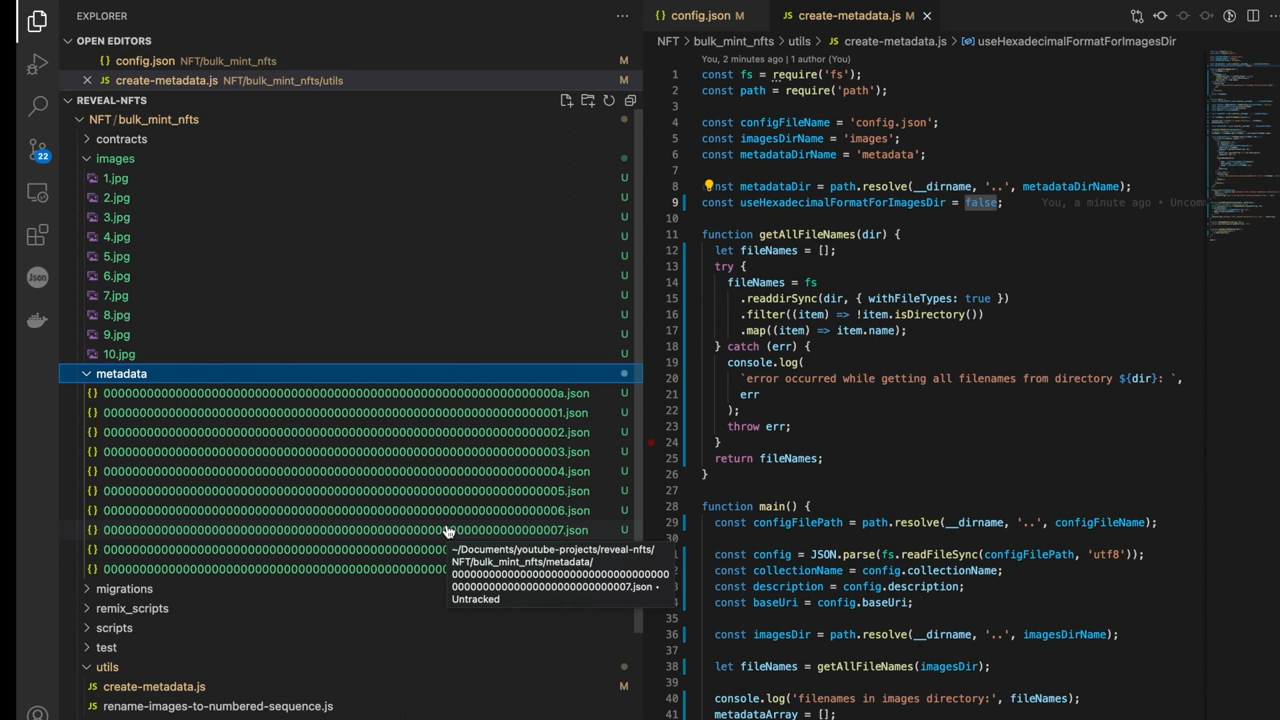 EXPLORER
OPEN EDITORS
config.json NFT/bulk_mint_nfts M
create-metadata.js NFT/bulk_mint_nfts/utils M
REVEAL-NFTS
NFT / bulk_mint_nfts
contracts
images
1.jpg U
2.jpg U
3.jpg U
4.jpg U
5.jpg U
6.jpg U
7.jpg U
8.jpg U
9.jpg U
10.jpg U
metadata
000000000000000000000000000000000000000000000000000000000000000a.json U
0000000000000000000000000000000000000000000000000000000000000001.json U
0000000000000000000000000000000000000000000000000000000000000002.json U
0000000000000000000000000000000000000000000000000000000000000003.json U
0000000000000000000000000000000000000000000000000000000000000004.json U
0000000000000000000000000000000000000000000000000000000000000005.json U
0000000000000000000000000000000000000000000000000000000000000006.json U
0000000000000000000000000000000000000000000000000000000000000007.json U
~/Documents/youtube-projects/reveal-nfts/
NFT/bulk_mint_nfts/metadata/
000000000000000000000000000000000000
0000000000000000000000000007.json •
Untracked
migrations
remix_scripts
scripts
test
utils
create-metadata.js M
rename-images-to-numbered-sequence.js
22
Json
config.json M
create-metadata.js M
NFT > bulk_mint_nfts > utils > create-metadata.js > useHexadecimalFormatForImagesDir
You, 2 minutes ago | 1 author (You)
1 const fs = require('fs');
2 const path = require('path');
3
4 const configFileName = 'config.json';
5 const imagesDirName = 'images';
6 const metadataDirName = 'metadata';
7
8 nst metadataDir = path.resolve(__dirname, '..', metadataDirName);
9 const useHexadecimalFormatForImagesDir = false; You, a minute ago • Uncom
10
11 function getAllFileNames(dir) {
12 let fileNames = [];
13 try {
14 fileNames = fs
15 .readdirSync(dir, { withFileTypes: true })
16 .filter((item) => !item.isDirectory())
17 .map((item) => item.name);
18 } catch (err) {
19 console.log(
20 `error occurred while getting all filenames from directory ${dir}: `,
21 err
22 );
23 throw err;
24 }
25 return fileNames;
26 }
27
28 function main() {
29 const configFilePath = path.resolve(__dirname, '..', configFileName);
30
31 const config = JSON.parse(fs.readFileSync(configFilePath, 'utf8'));
32 const collectionName = config.collectionName;
33 const description = config.description;
34 const baseUri = config.baseUri;
35
36 const imagesDir = path.resolve(__dirname, '..', imagesDirName);
37
38 let fileNames = getAllFileNames(imagesDir);
39
40 console.log('filenames in images directory:', fileNames);
41 metadataArray = [];